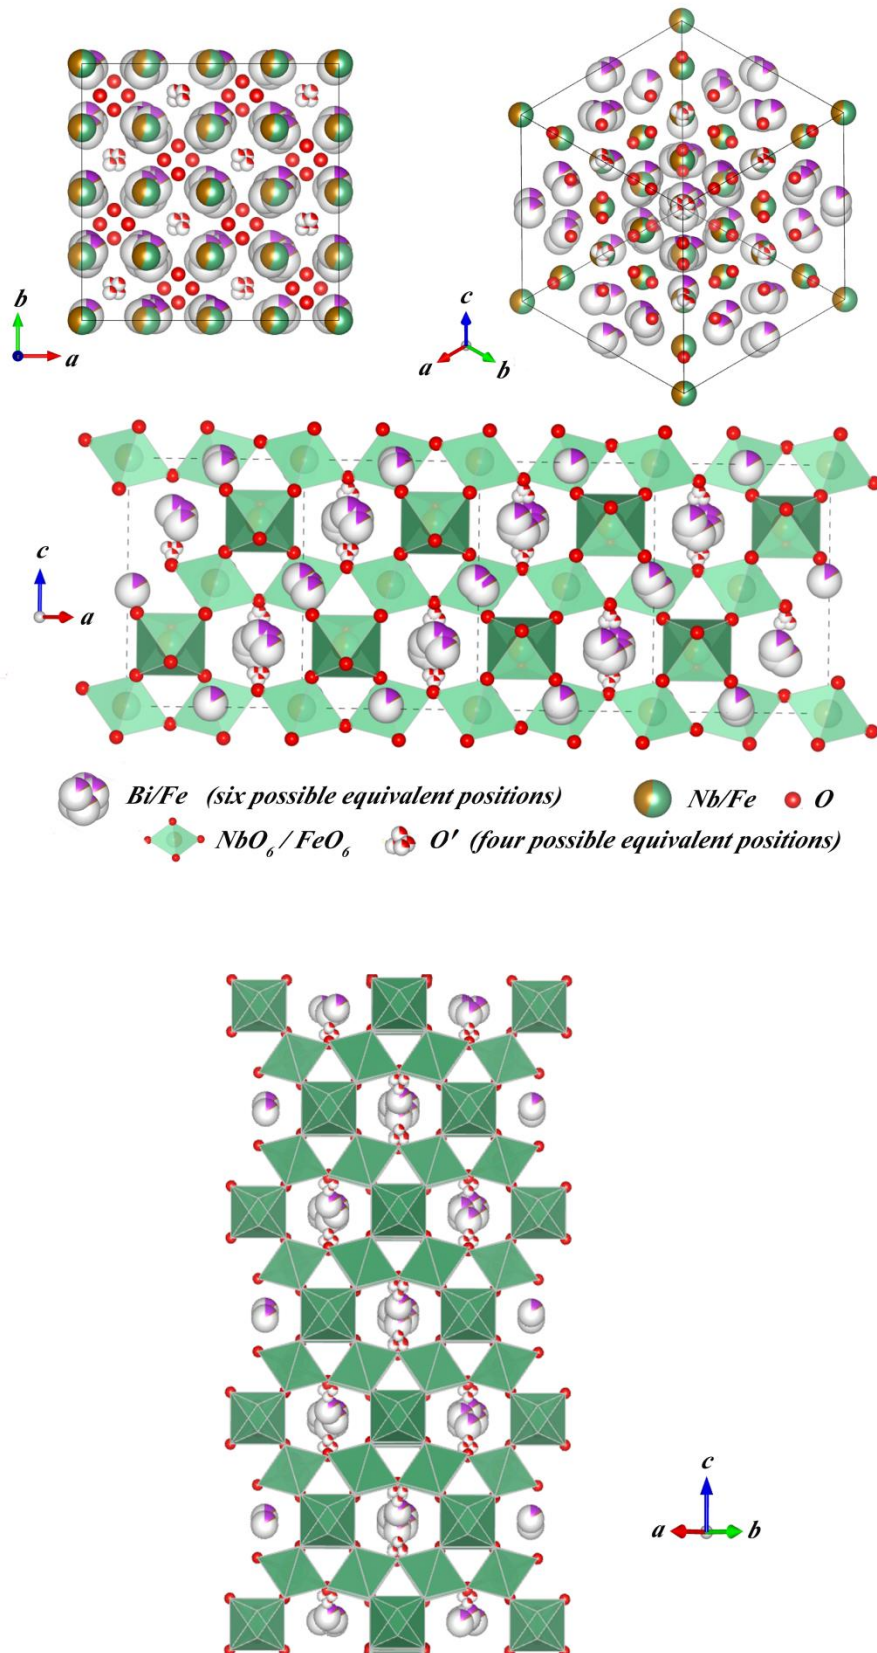 b
a
c
a
b
c
a
Bi/Fe (six possible equivalent positions)
Nb/Fe
O
NbO₆ / FeO₆
O′ (four possible equivalent positions)
c
a
b